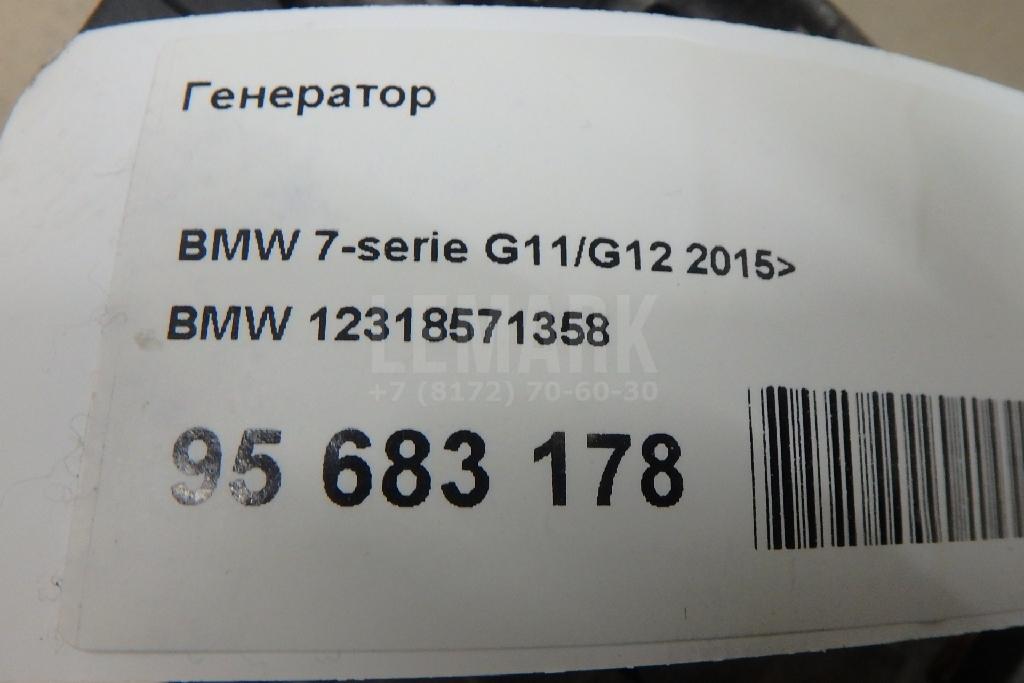 Генератор
BMW 7-serie G11/G12 2015>
BMW 12318571358
LEMARK
+7 (8172) 70-60-30
95 683 178